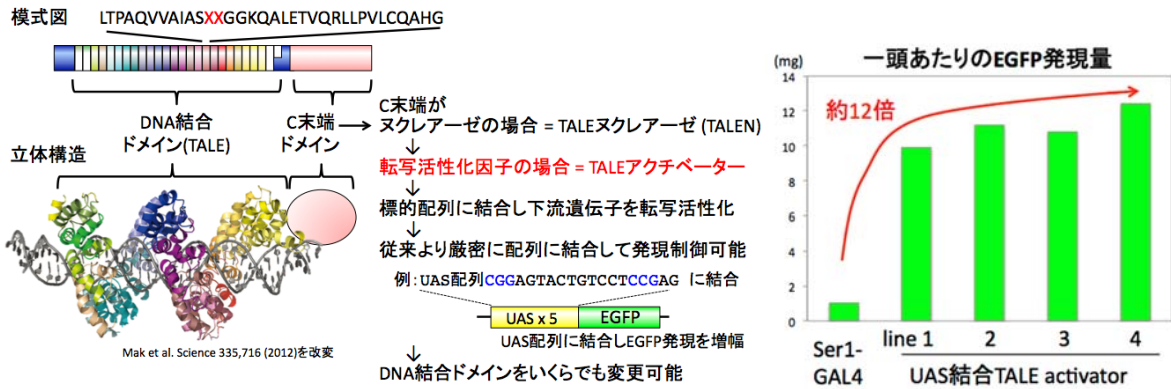 模式図
LTPAQVVAIASXXGGKQALETVQRLLPVLCQAHG
DNA結合
ドメイン(TALE)
C末端
ドメイン
立体構造
Mak et al. Science 335,716 (2012)を改変
C末端が
ヌクレアーゼの場合 = TALEヌクレアーゼ (TALEN)
↓
転写活性化因子の場合 = TALEアクチベーター
↓
標的配列に結合し下流遺伝子を転写活性化
↓
従来より厳密に配列に結合して発現制御可能
例:UAS配列CGGAGTACTGTCCTCCGAG に結合
UAS x 5
EGFP
UAS配列に結合しEGFP発現を増幅
↓
DNA結合ドメインをいくらでも変更可能
一頭あたりのEGFP発現量
(mg)
14
12
10
8
6
4
2
0
約12倍
Ser1-
GAL4
line 1
2
3
4
UAS結合TALE activator